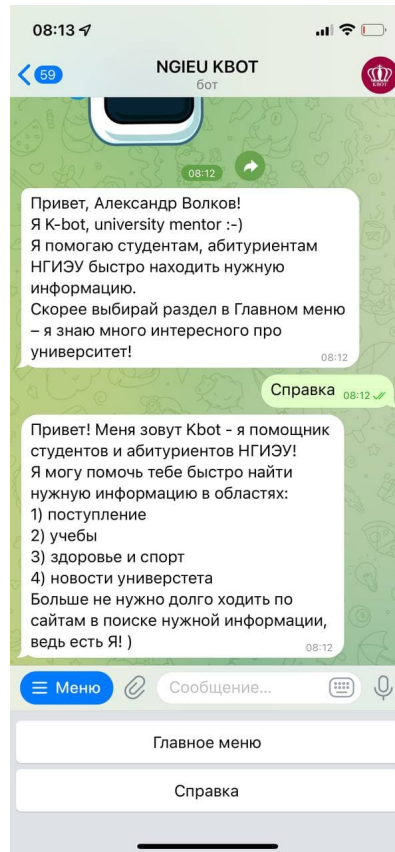 08:13
59
NGIEU KBOT
бот
KBOT
08:12
Привет, Александр Волков!
Я K-bot, university mentor :-)
Я помогаю студентам, абитуриентам
НГИЭУ быстро находить нужную
информацию.
Скорее выбирай раздел в Главном меню
– я знаю много интересного про
университет!
08:12
Справка 08:12
Привет! Меня зовут Kbot - я помощник
студентов и абитуриентов НГИЭУ!
Я могу помочь тебе быстро найти
нужную информацию в областях:
1) поступление
2) учебы
3) здоровье и спорт
4) новости универстета
Больше не нужно долго ходить по
сайтам в поиске нужной информации,
ведь есть Я! )
08:12
Меню
Сообщение...
Главное меню
Справка